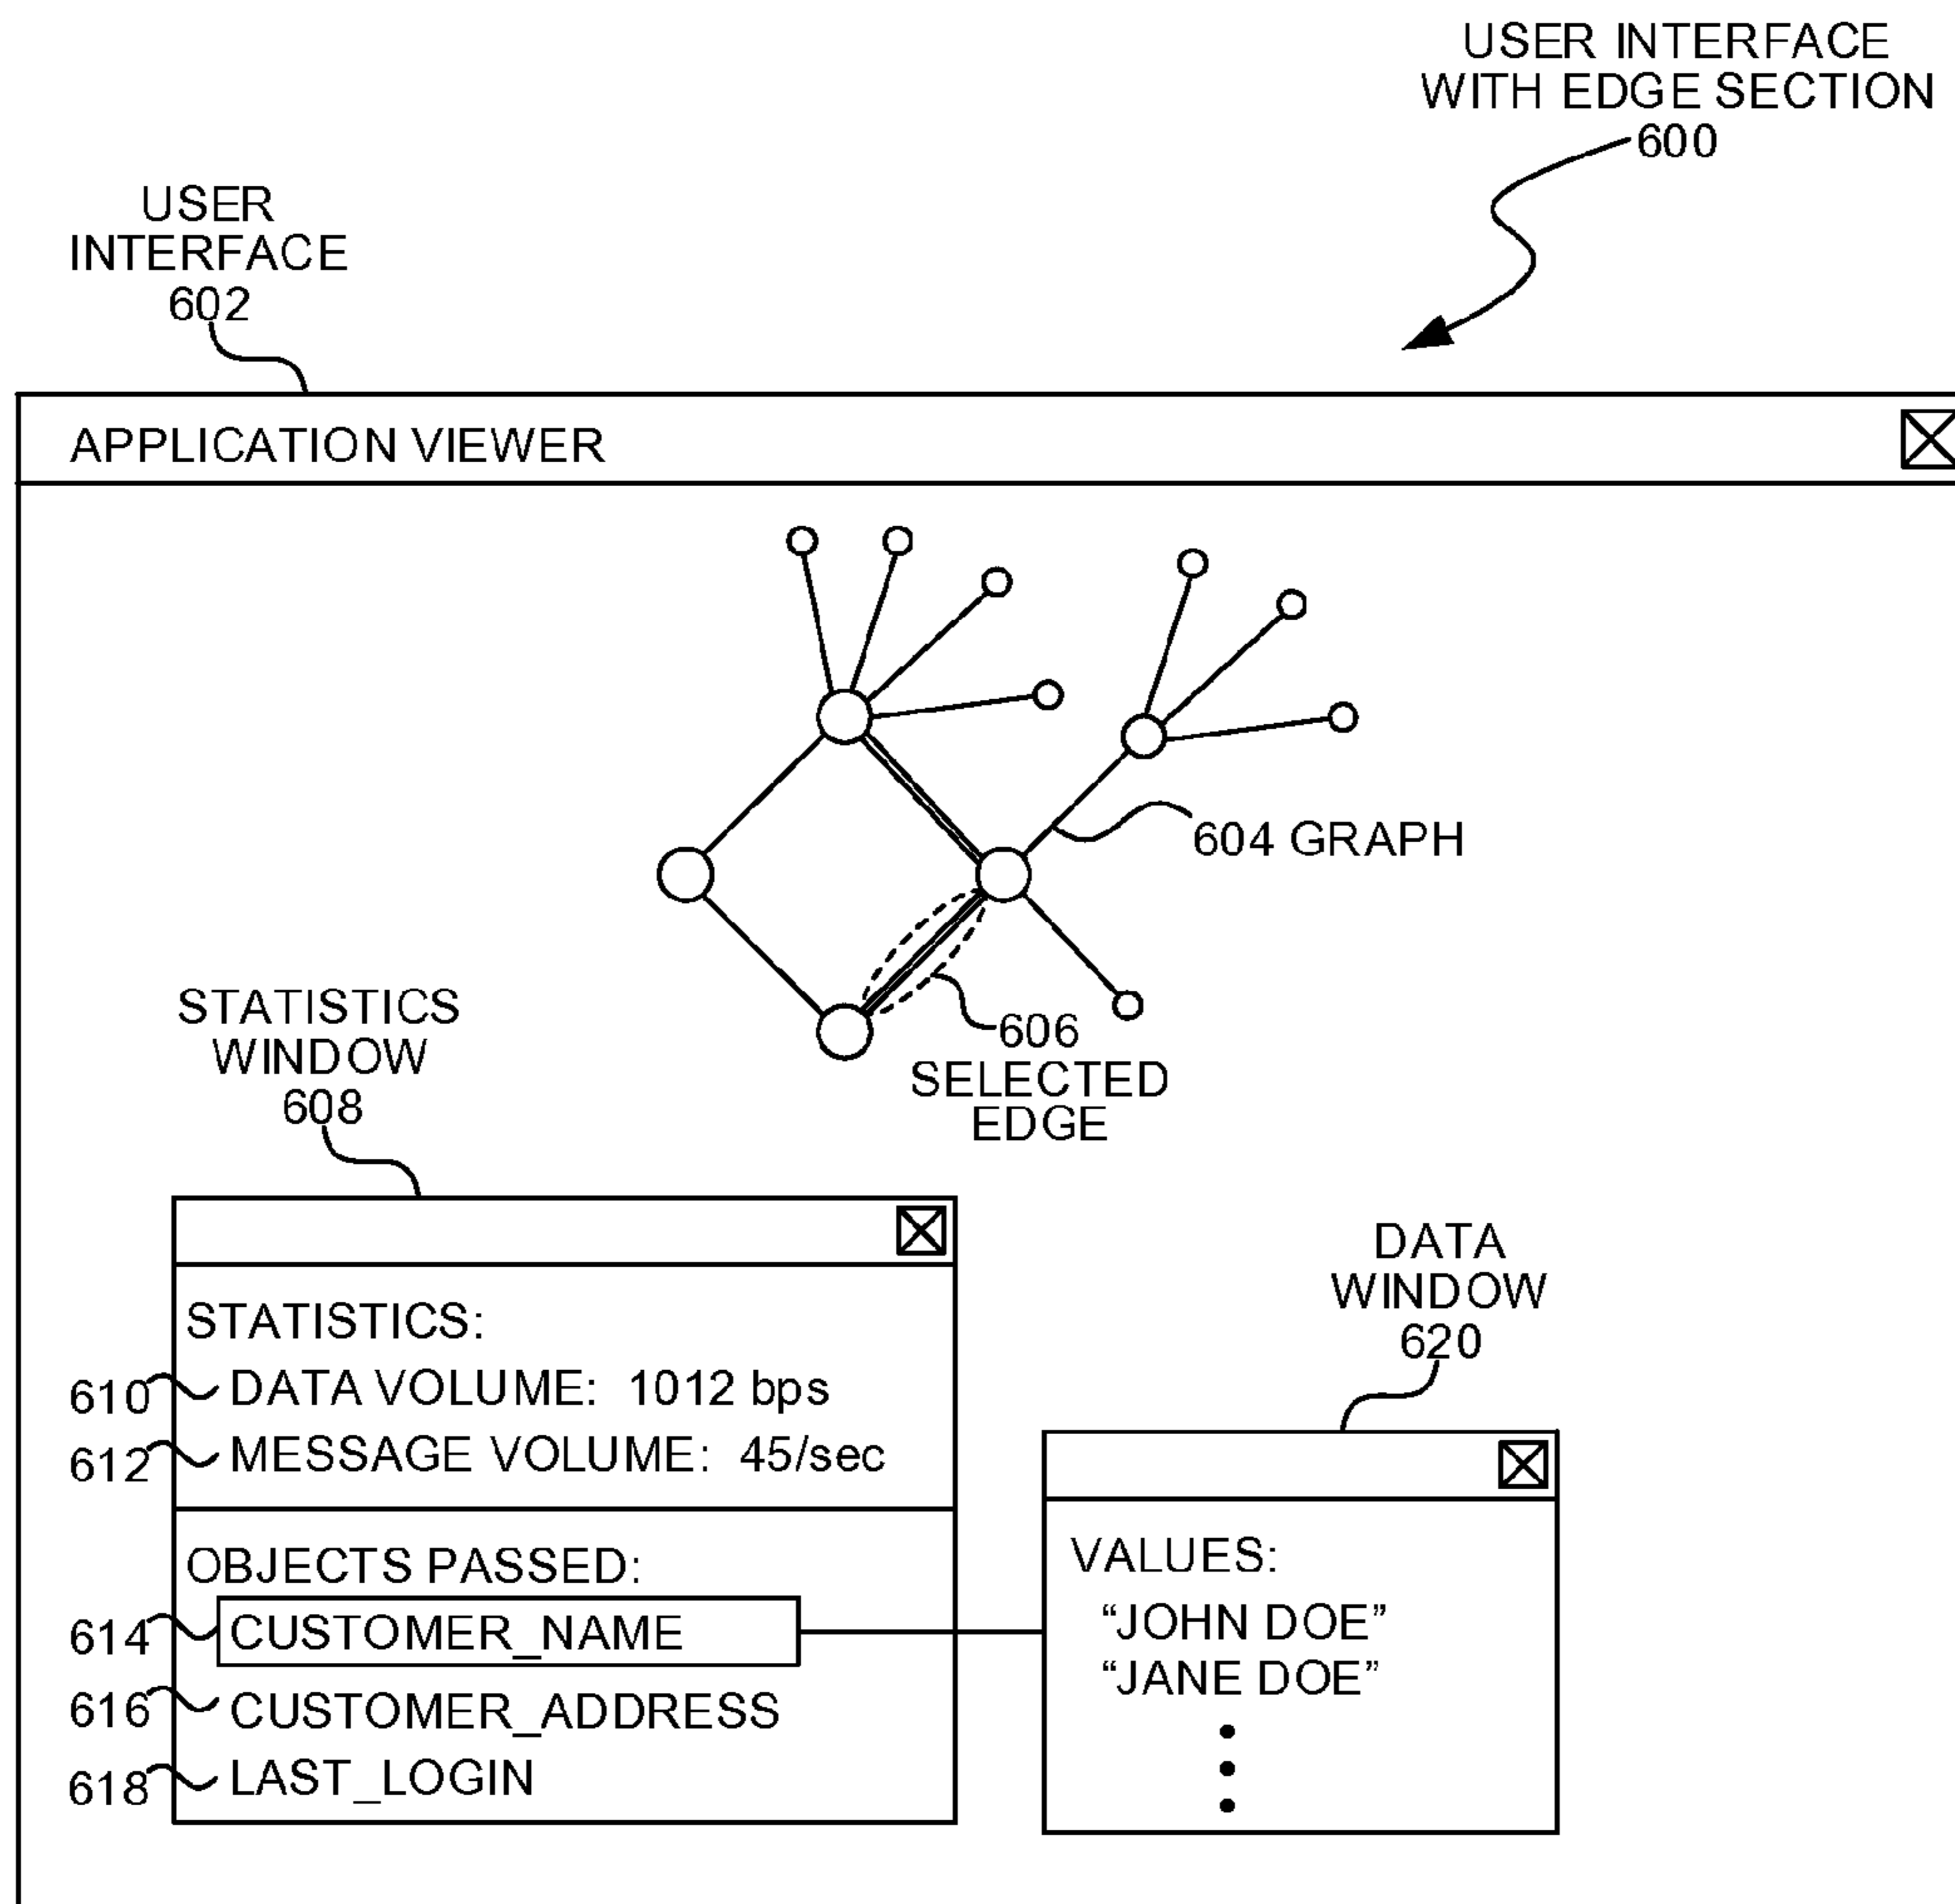 USER INTERFACE
WITH EDGE SECTION
600
USER
INTERFACE
602
APPLICATION VIEWER
604 GRAPH
606
SELECTED
EDGE
STATISTICS
WINDOW
608
STATISTICS:
610 DATA VOLUME: 1012 bps
612 MESSAGE VOLUME: 45/sec
OBJECTS PASSED:
614 CUSTOMER_NAME
616 CUSTOMER_ADDRESS
618 LAST_LOGIN
DATA
WINDOW
620
VALUES:
“JOHN DOE”
“JANE DOE”